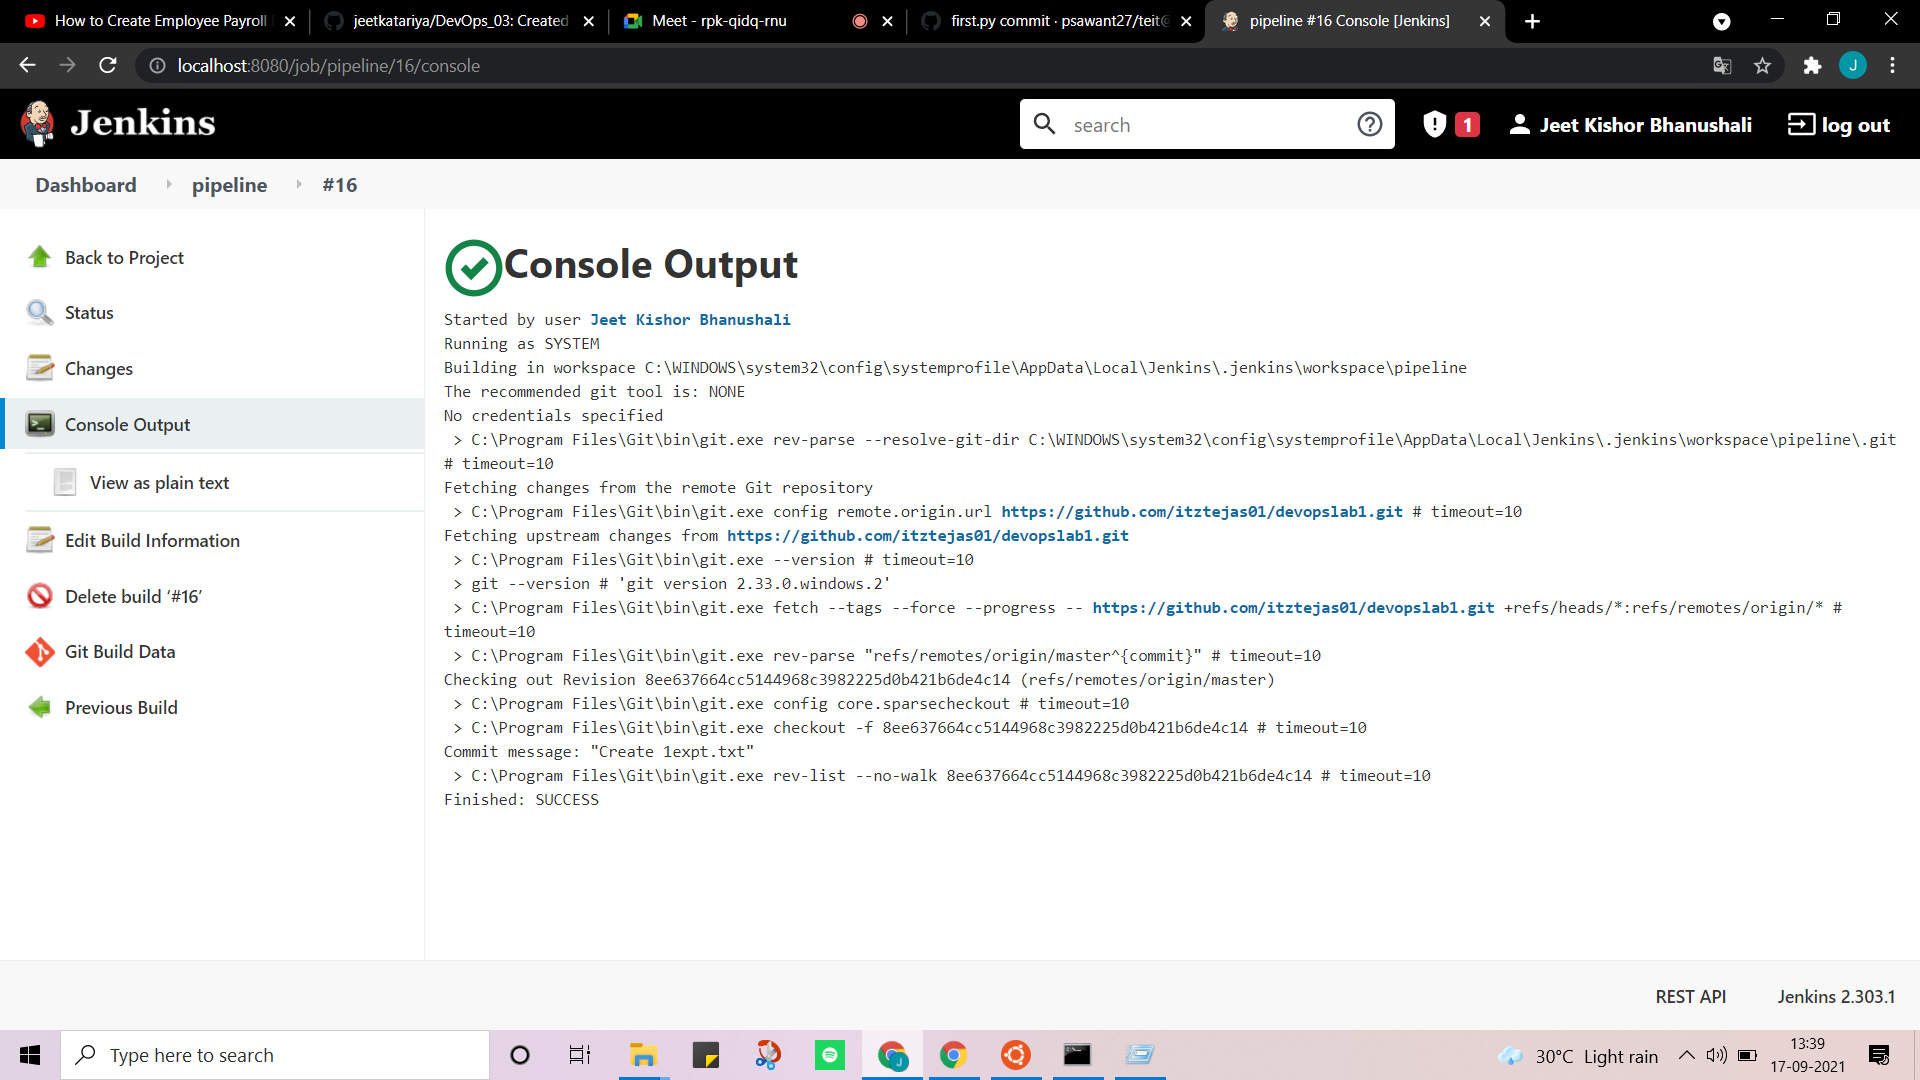 How to Create Employee Payroll
jeetkatariya/DevOps_03: Created
Meet - rpk-qidq-rnu
first.py commit · psawant27/teit
pipeline #16 Console [Jenkins]
localhost:8080/job/pipeline/16/console
J
Jenkins
search
1
Jeet Kishor Bhanushali
log out
Dashboard
pipeline
#16
Back to Project
Status
Changes
Console Output
View as plain text
Edit Build Information
Delete build ‘#16’
Git Build Data
Previous Build
Console Output
Started by user Jeet Kishor Bhanushali
Running as SYSTEM
Building in workspace C:\WINDOWS\system32\config\systemprofile\AppData\Local\Jenkins\.jenkins\workspace\pipeline
The recommended git tool is: NONE
No credentials specified
> C:\Program Files\Git\bin\git.exe rev-parse --resolve-git-dir C:\WINDOWS\system32\config\systemprofile\AppData\Local\Jenkins\.jenkins\workspace\pipeline\.git
# timeout=10
Fetching changes from the remote Git repository
> C:\Program Files\Git\bin\git.exe config remote.origin.url https://github.com/itztejas01/devopslab1.git # timeout=10
Fetching upstream changes from https://github.com/itztejas01/devopslab1.git
> C:\Program Files\Git\bin\git.exe --version # timeout=10
> git --version # 'git version 2.33.0.windows.2'
> C:\Program Files\Git\bin\git.exe fetch --tags --force --progress -- https://github.com/itztejas01/devopslab1.git +refs/heads/*:refs/remotes/origin/* #
timeout=10
> C:\Program Files\Git\bin\git.exe rev-parse "refs/remotes/origin/master^{commit}" # timeout=10
Checking out Revision 8ee637664cc5144968c3982225d0b421b6de4c14 (refs/remotes/origin/master)
> C:\Program Files\Git\bin\git.exe config core.sparsecheckout # timeout=10
> C:\Program Files\Git\bin\git.exe checkout -f 8ee637664cc5144968c3982225d0b421b6de4c14 # timeout=10
Commit message: "Create 1expt.txt"
> C:\Program Files\Git\bin\git.exe rev-list --no-walk 8ee637664cc5144968c3982225d0b421b6de4c14 # timeout=10
Finished: SUCCESS
REST API
Jenkins 2.303.1
Type here to search
30°C Light rain
13:39
17-09-2021